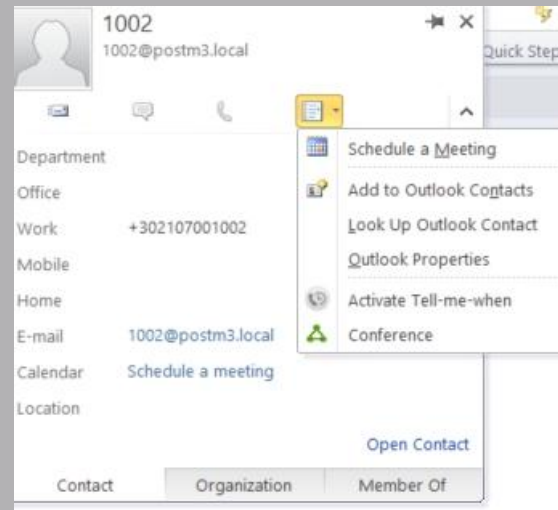 1002
1002@postm3.local
Quick Step
Schedule a Meeting
Add to Outlook Contacts
Look Up Outlook Contact
Outlook Properties
Activate Tell-me-when
Conference
Department
Office
Work +302107001002
Mobile
Home
E-mail 1002@postm3.local
Calendar Schedule a meeting
Location
Open Contact
Contact Organization Member Of